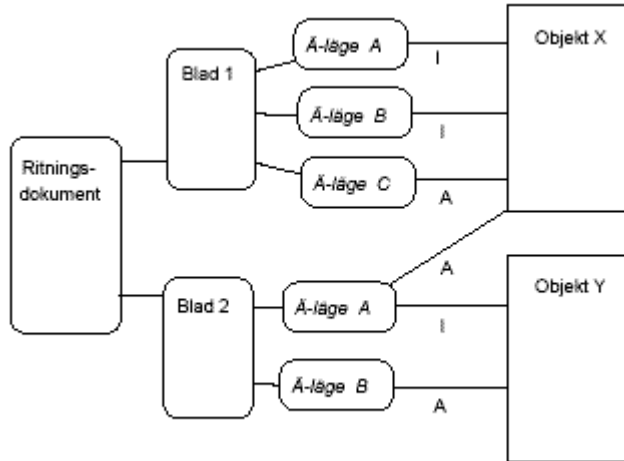 Ä-läge A
I
Objekt X
Blad 1
Ä-läge B
I
Ritnings-
dokument
Ä-läge C
A
A
Objekt Y
Blad 2
Ä-läge A
I
Ä-läge B
A